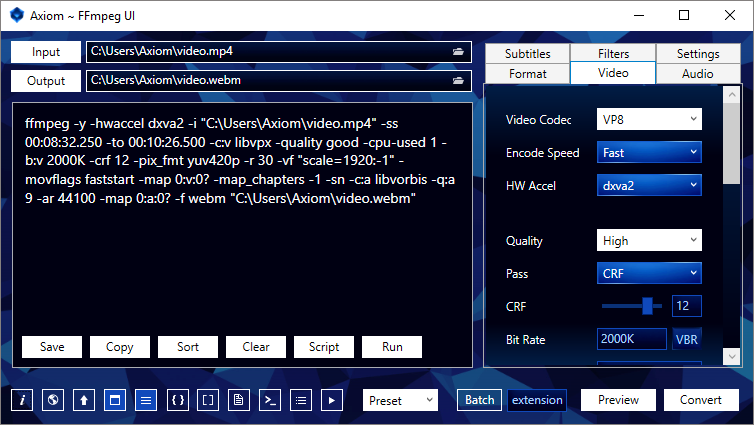 Axiom ~ FFmpeg UI
Input
C:\Users\Axiom\video.mp4
Output
C:\Users\Axiom\video.webm
ffmpeg -y -hwaccel dxva2 -i "C:\Users\Axiom\video.mp4" -ss
00:08:32.250 -to 00:10:26.500 -c:v libvpx -quality good -cpu-used 1 -
b:v 2000K -crf 12 -pix_fmt yuv420p -r 30 -vf "scale=1920:-1" -
movflags faststart -map 0:v:0? -map_chapters -1 -sn -c:a libvorbis -q:a
9 -ar 44100 -map 0:a:0? -f webm "C:\Users\Axiom\video.webm"
Save Copy Sort Clear Script Run
Subtitles Filters Settings
Format Video Audio
Video Codec VP8
Encode Speed Fast
HW Accel dxva2
Quality High
Pass CRF
CRF 12
Bit Rate 2000K VBR
i { } [ ] >_ Preset Batch extension Preview Convert